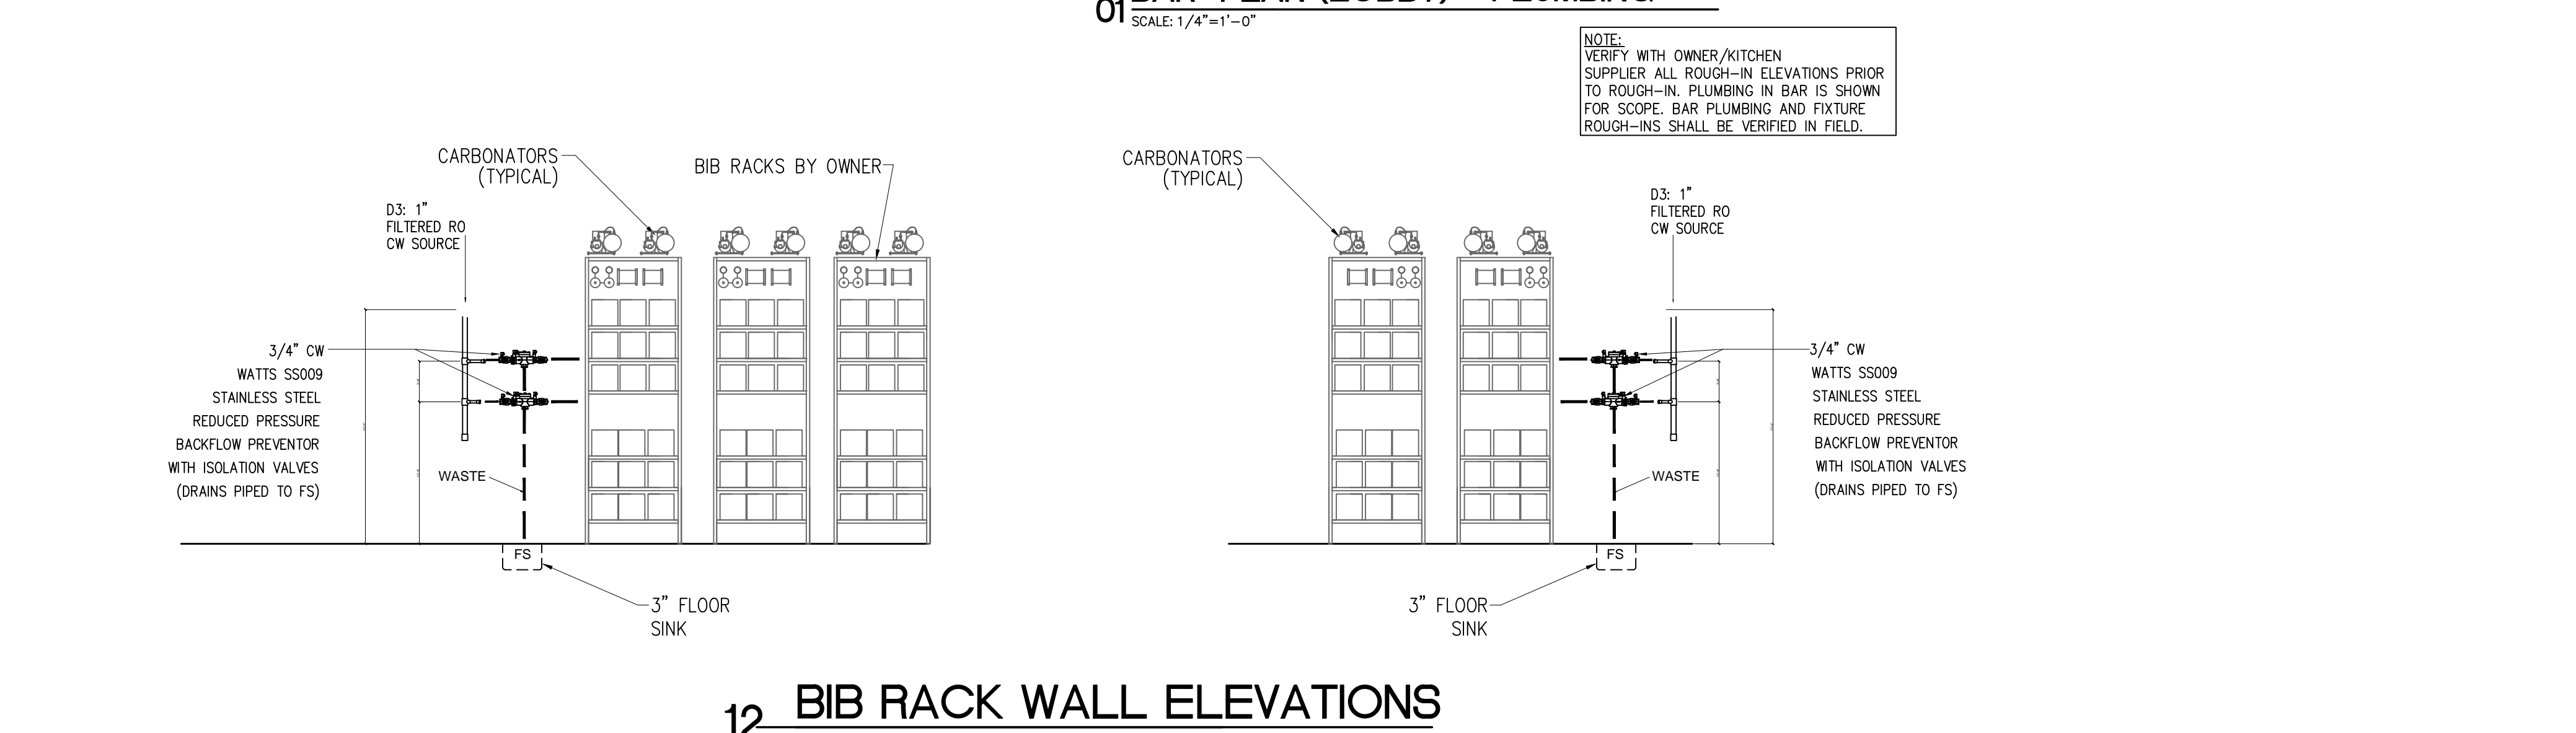 01 BAR PLAN (LOBBY) - PLUMBING
SCALE: 1/4"=1'-0"
NOTE:
VERIFY WITH OWNER/KITCHEN
SUPPLIER ALL ROUGH-IN ELEVATIONS PRIOR
TO ROUGH-IN. PLUMBING IN BAR IS SHOWN
FOR SCOPE. BAR PLUMBING AND FIXTURE
ROUGH-INS SHALL BE VERIFIED IN FIELD.
CARBONATORS
(TYPICAL)
BIB RACKS BY OWNER
D3: 1"
FILTERED RO
CW SOURCE
3/4" CW
WATTS SS009
STAINLESS STEEL
REDUCED PRESSURE
BACKFLOW PREVENTOR
WITH ISOLATION VALVES
(DRAINS PIPED TO FS)
WASTE
FS
3" FLOOR
SINK
CARBONATORS
(TYPICAL)
D3: 1"
FILTERED RO
CW SOURCE
3/4" CW
WATTS SS009
STAINLESS STEEL
REDUCED PRESSURE
BACKFLOW PREVENTOR
WITH ISOLATION VALVES
(DRAINS PIPED TO FS)
WASTE
FS
3" FLOOR
SINK
12 BIB RACK WALL ELEVATIONS